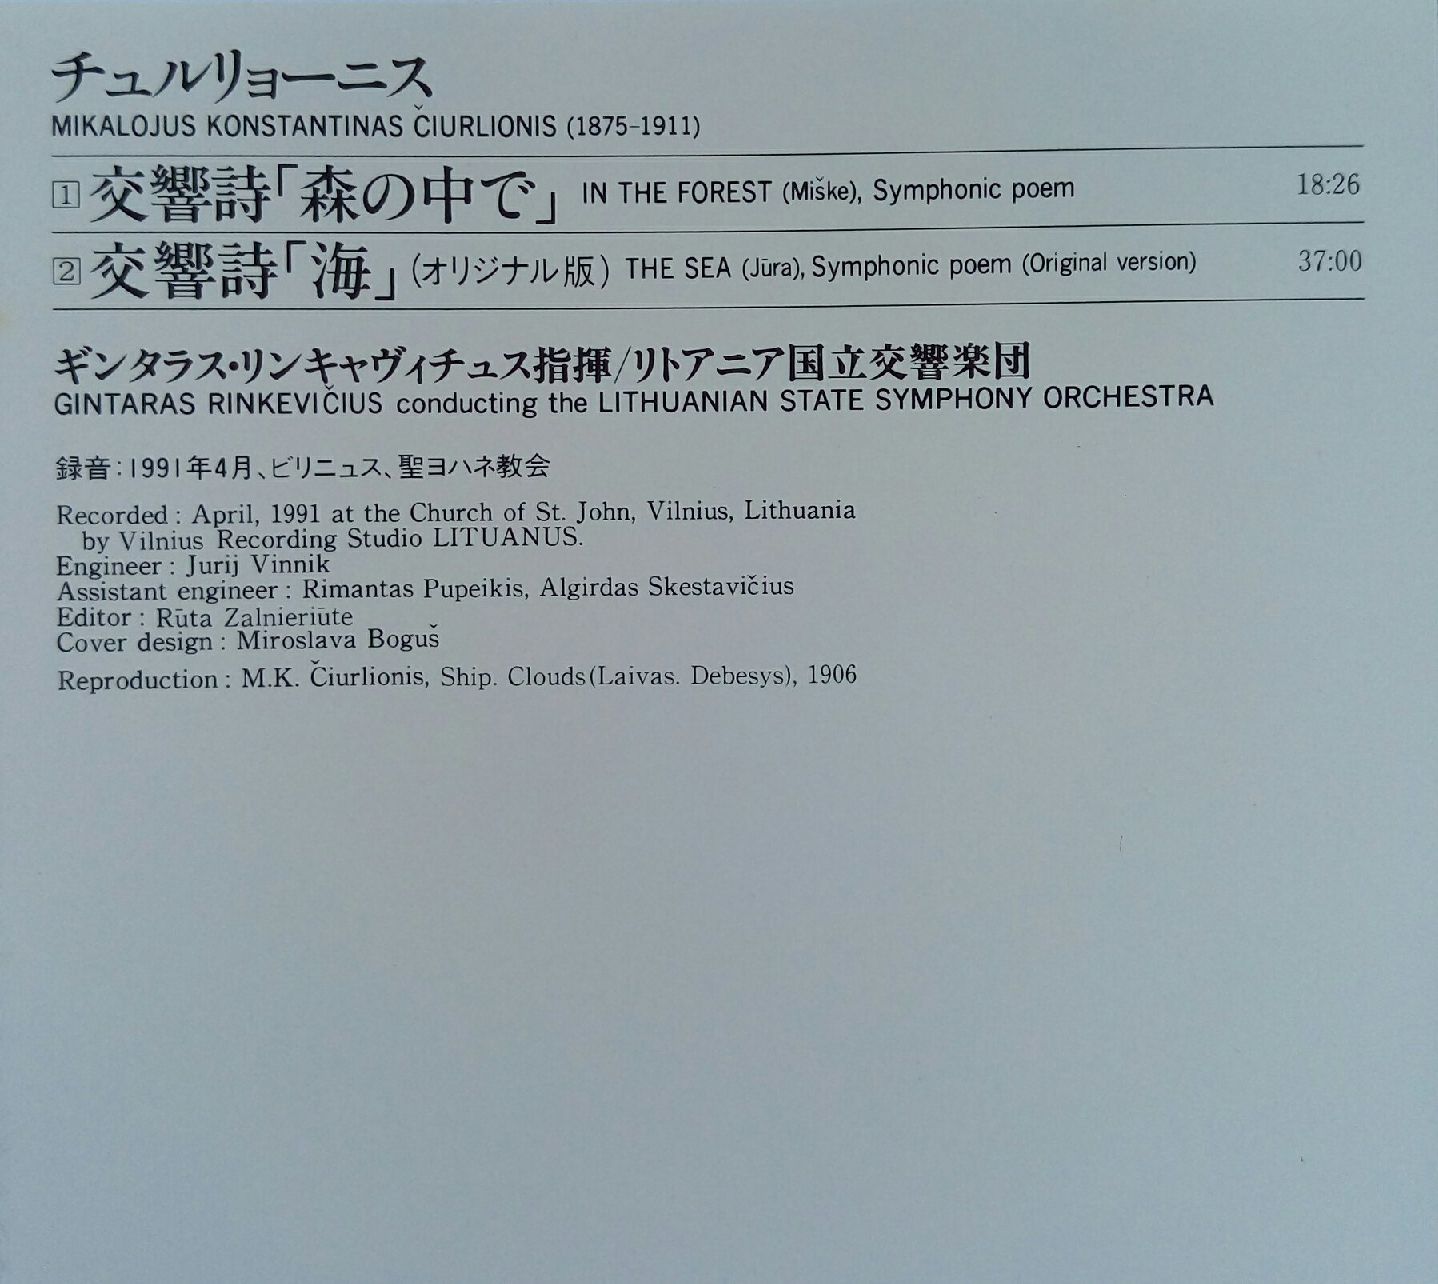 チュルリョーニス
MIKALOJUS KONSTANTINAS ČIURLIONIS (1875-1911)
1 交響詩「森の中で」 IN THE FOREST (Miške), Symphonic poem 18:26
2 交響詩「海」(オリジナル版) THE SEA (Jūra), Symphonic poem (Original version) 37:00
ギンタラス・リンキャヴィチュス指揮/リトアニア国立交響楽団
GINTARAS RINKEVIČIUS conducting the LITHUANIAN STATE SYMPHONY ORCHESTRA
録音:1991年4月、ビリニュス、聖ヨハネ教会
Recorded : April, 1991 at the Church of St. John, Vilnius, Lithuania
by Vilnius Recording Studio LITUANUS.
Engineer : Jurij Vinnik
Assistant engineer : Rimantas Pupeikis, Algirdas Skestavičius
Editor : Rūta Zalnieriūte
Cover design : Miroslava Boguš
Reproduction : M.K. Čiurlionis, Ship. Clouds(Laivas. Debesys), 1906